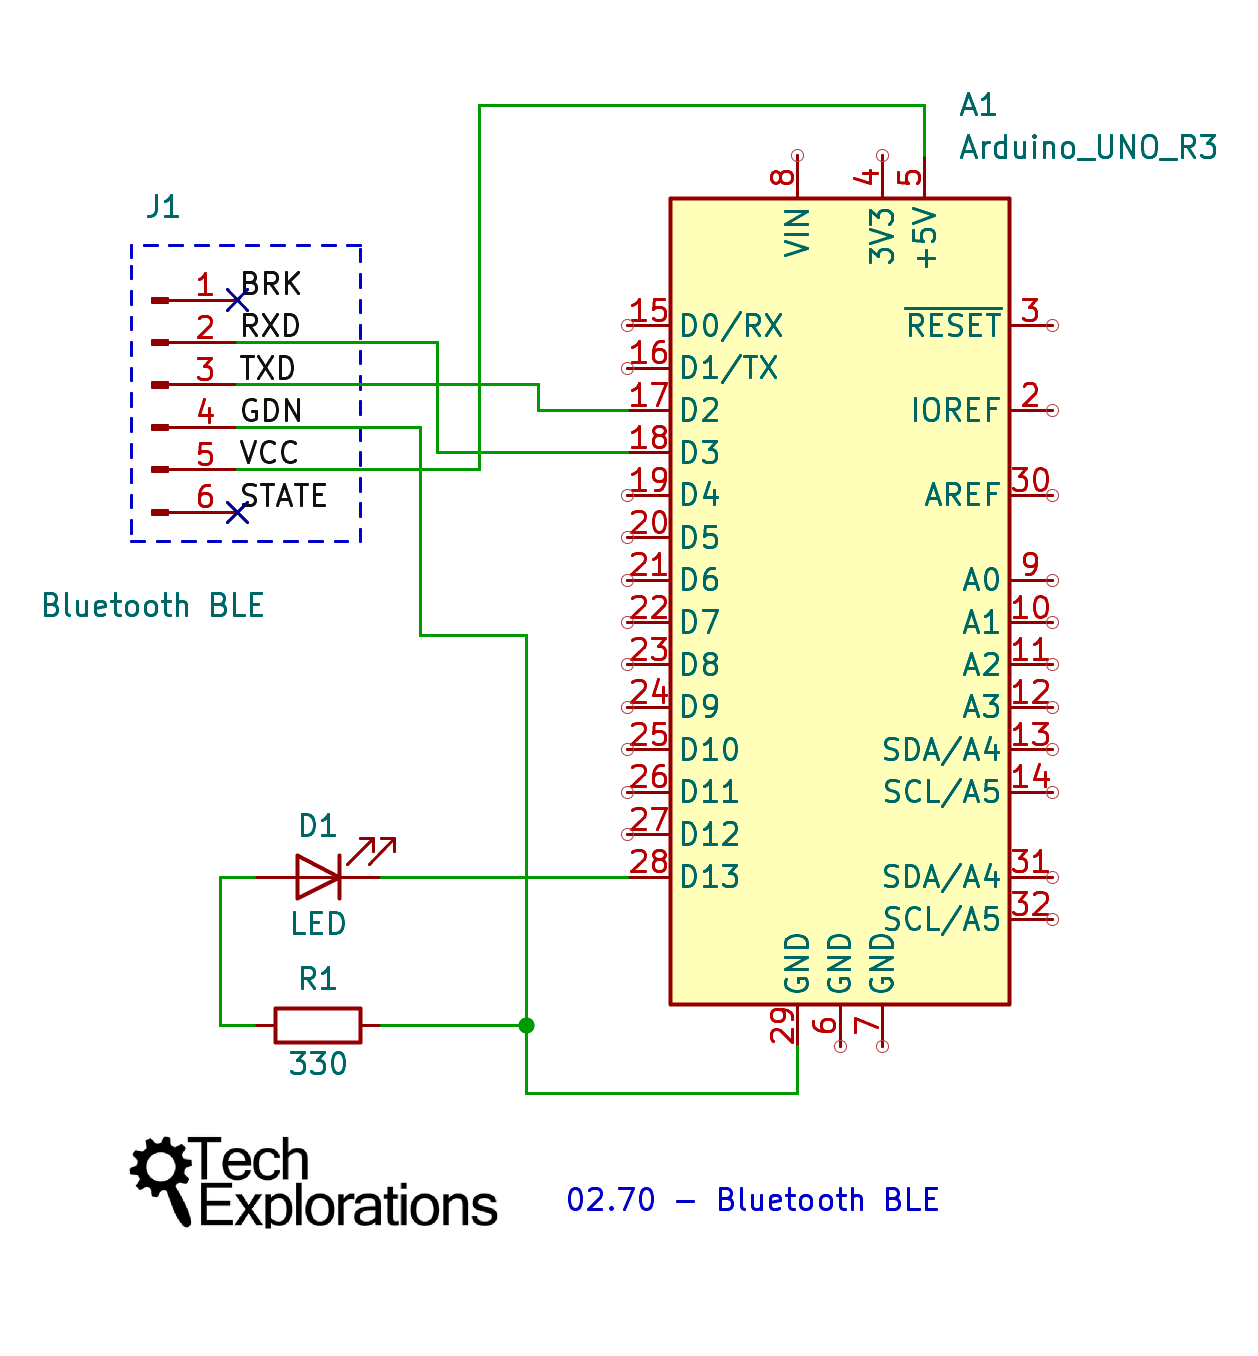 A1
Arduino_UNO_R3
J1
1 BRK
2 RXD
3 TXD
4 GDN
5 VCC
6 STATE
Bluetooth BLE
8 VIN
4 3V3
5 +5V
15 D0/RX
16 D1/TX
17 D2
18 D3
19 D4
20 D5
21 D6
22 D7
23 D8
24 D9
25 D10
26 D11
27 D12
28 D13
RESET 3
IOREF 2
AREF 30
A0 9
A1 10
A2 11
A3 12
SDA/A4 13
SCL/A5 14
SDA/A4 31
SCL/A5 32
GND 29
GND 6
GND 7
D1
LED
R1
330
Tech
Explorations
02.70 - Bluetooth BLE